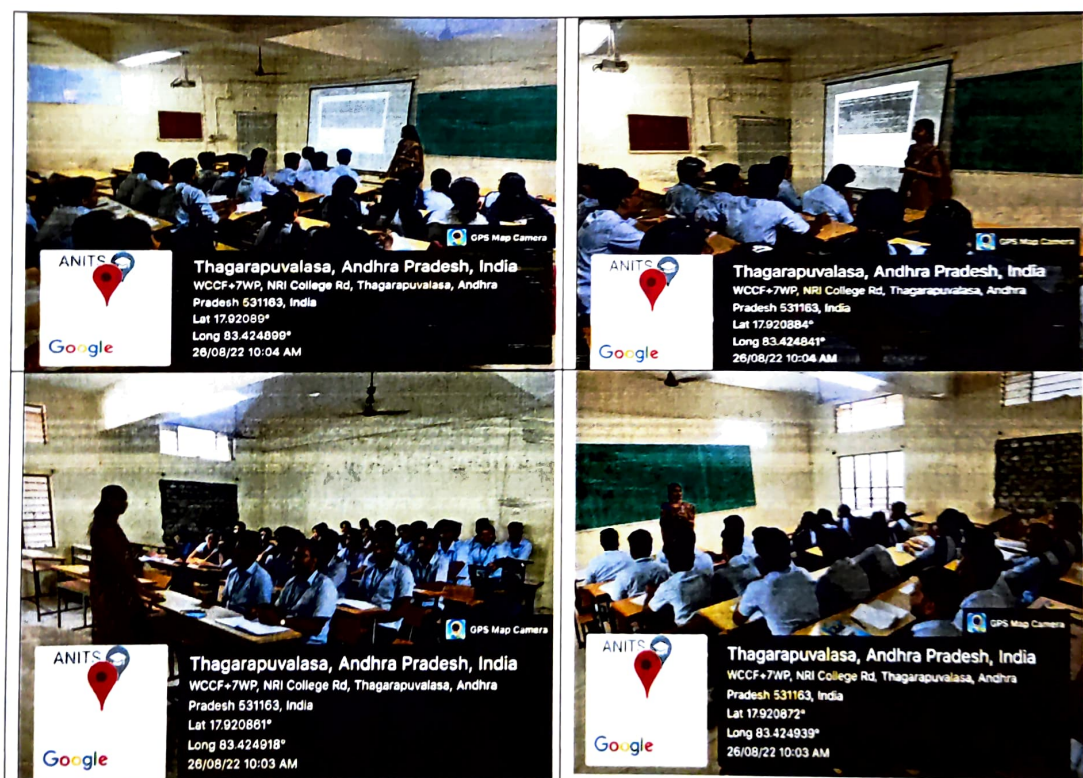 GPS Map Camera
ANITS
Google
Thagarapuvalasa, Andhra Pradesh, India
WCCF+7WP, NRI College Rd, Thagarapuvalasa, Andhra
Pradesh 531163, India
Lat 17.92089°
Long 83.424899°
26/08/22 10:04 AM
GPS Map Camera
ANITS
Google
Thagarapuvalasa, Andhra Pradesh, India
WCCF+7WP, NRI College Rd, Thagarapuvalasa, Andhra
Pradesh 531163, India
Lat 17.920884°
Long 83.424841°
26/08/22 10:04 AM
GPS Map Camera
ANITS
Google
Thagarapuvalasa, Andhra Pradesh, India
WCCF+7WP, NRI College Rd, Thagarapuvalasa, Andhra
Pradesh 531163, India
Lat 17.920861°
Long 83.424918°
26/08/22 10:03 AM
GPS Map Camera
ANITS
Google
Thagarapuvalasa, Andhra Pradesh, India
WCCF+7WP, NRI College Rd, Thagarapuvalasa, Andhra
Pradesh 531163, India
Lat 17.920872°
Long 83.424939°
26/08/22 10:03 AM